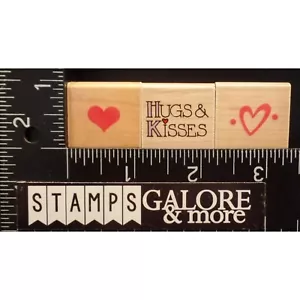 2
1
HUGS &
KISSES
1
2
3
STAMPS GALORE
& more